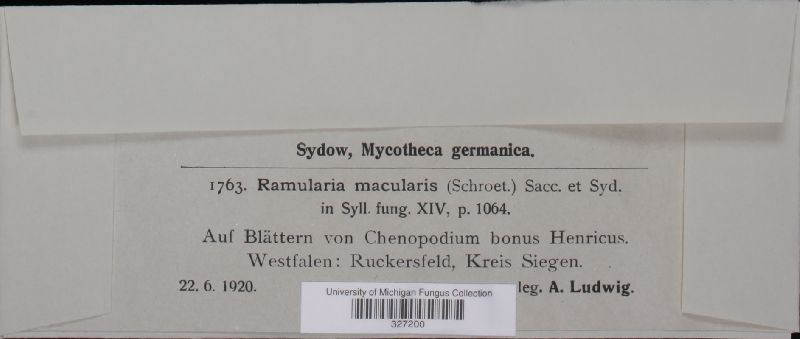 Sydow, Mycotheca germanica.
1763. Ramularia macularis (Schroet.) Sacc. et Syd.
in Syll. fung. XIV, p. 1064.
Auf Blättern von Chenopodium bonus Henricus.
Westfalen: Ruckersfeld, Kreis Siegen.
22. 6. 1920. leg. A. Ludwig.
University of Michigan Fungus Collection
327200